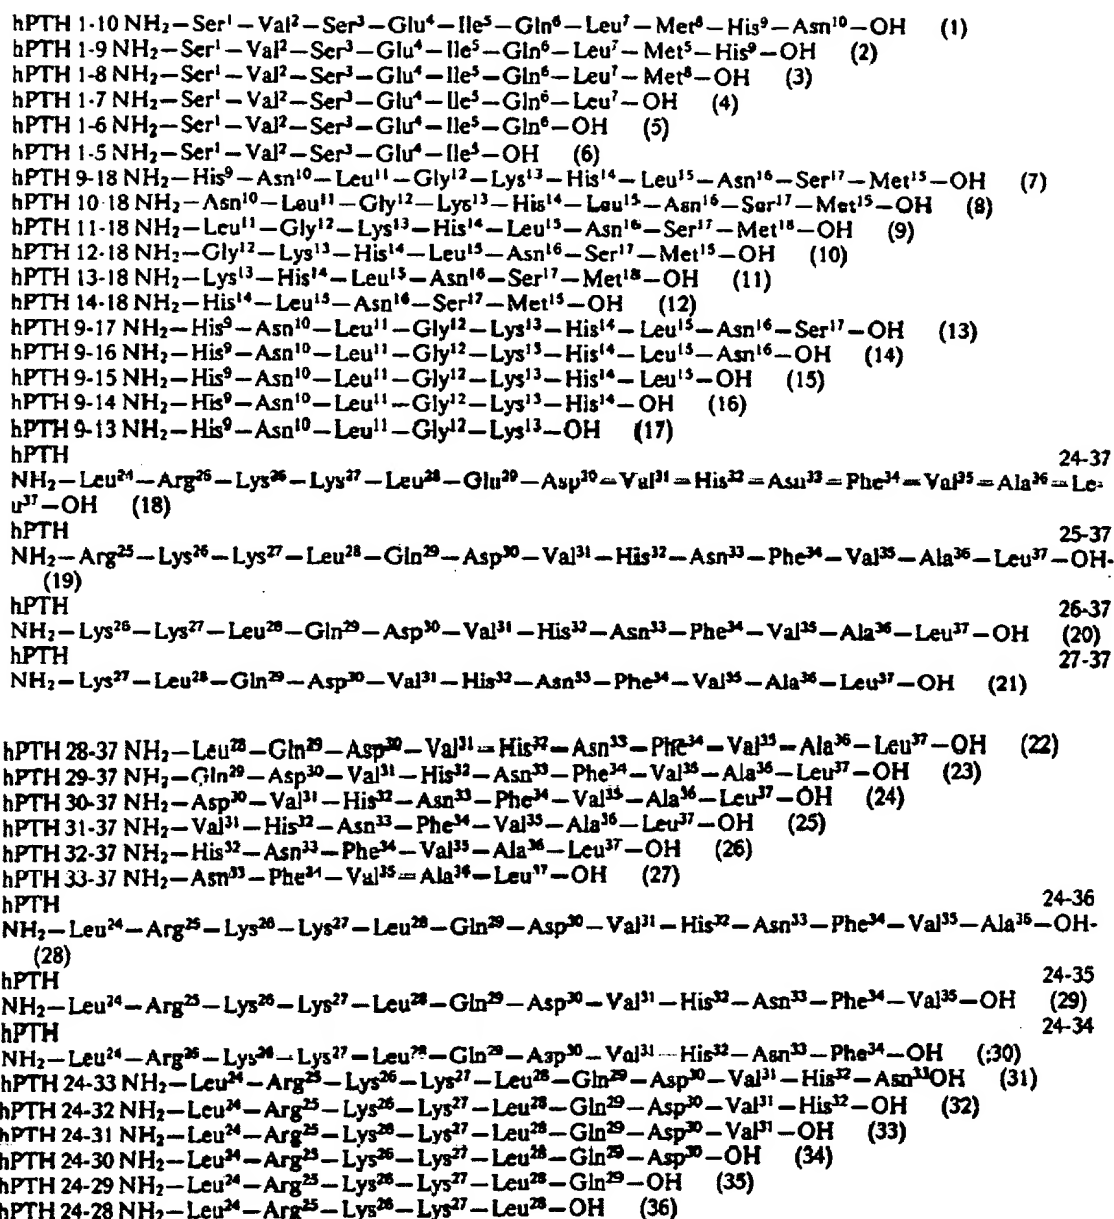 hPTH 1-10 NH₂–Ser¹–Val²–Ser³–Glu⁴–Ile⁵–Gln⁶–Leu⁷–Met⁸–His⁹–Asn¹⁰–OH (1)
hPTH 1-9 NH₂–Ser¹–Val²–Ser³–Glu⁴–Ile⁵–Gln⁶–Leu⁷–Met⁵–His⁹–OH (2)
hPTH 1-8 NH₂–Ser¹–Val²–Ser³–Glu⁴–Ile⁵–Gln⁶–Leu⁷–Met⁸–OH (3)
hPTH 1-7 NH₂–Ser¹–Val²–Ser³–Glu⁴–Ile⁵–Gln⁶–Leu⁷–OH (4)
hPTH 1-6 NH₂–Ser¹–Val²–Ser³–Glu⁴–Ile⁵–Gln⁶–OH (5)
hPTH 1-5 NH₂–Ser¹–Val²–Ser³–Glu⁴–Ile⁵–OH (6)
hPTH 9-18 NH₂–His⁹–Asn¹⁰–Leu¹¹–Gly¹²–Lys¹³–His¹⁴–Leu¹⁵–Asn¹⁶–Ser¹⁷–Met¹⁵–OH (7)
hPTH 10-18 NH₂–Asn¹⁰–Leu¹¹–Gly¹²–Lys¹³–His¹⁴–Leu¹⁵–Asn¹⁶–Ser¹⁷–Met¹⁵–OH (8)
hPTH 11-18 NH₂–Leu¹¹–Gly¹²–Lys¹³–His¹⁴–Leu¹⁵–Asn¹⁶–Ser¹⁷–Met¹⁸–OH (9)
hPTH 12-18 NH₂–Gly¹²–Lys¹³–His¹⁴–Leu¹⁵–Asn¹⁶–Ser¹⁷–Met¹⁵–OH (10)
hPTH 13-18 NH₂–Lys¹³–His¹⁴–Leu¹⁵–Asn¹⁶–Ser¹⁷–Met¹⁸–OH (11)
hPTH 14-18 NH₂–His¹⁴–Leu¹⁵–Asn¹⁶–Ser¹⁷–Met¹⁵–OH (12)
hPTH 9-17 NH₂–His⁹–Asn¹⁰–Leu¹¹–Gly¹²–Lys¹³–His¹⁴–Leu¹⁵–Asn¹⁶–Ser¹⁷–OH (13)
hPTH 9-16 NH₂–His⁹–Asn¹⁰–Leu¹¹–Gly¹²–Lys¹³–His¹⁴–Leu¹⁵–Asn¹⁶–OH (14)
hPTH 9-15 NH₂–His⁹–Asn¹⁰–Leu¹¹–Gly¹²–Lys¹³–His¹⁴–Leu¹⁵–OH (15)
hPTH 9-14 NH₂–His⁹–Asn¹⁰–Leu¹¹–Gly¹²–Lys¹³–His¹⁴–OH (16)
hPTH 9-13 NH₂–His⁹–Asn¹⁰–Leu¹¹–Gly¹²–Lys¹³–OH (17)
hPTH 24-37
NH₂–Leu²⁴–Arg²⁵–Lys²⁶–Lys²⁷–Leu²⁸–Glu²⁹–Asp³⁰–Val³¹–His³²–Asn³³–Phe³⁴–Val³⁵–Ala³⁶–Le-
u³⁷–OH (18)
hPTH 25-37
NH₂–Arg²⁵–Lys²⁶–Lys²⁷–Leu²⁸–Gln²⁹–Asp³⁰–Val³¹–His³²–Asn³³–Phe³⁴–Val³⁵–Ala³⁶–Leu³⁷–OH-
(19)
hPTH 26-37
NH₂–Lys²⁶–Lys²⁷–Leu²⁸–Gln²⁹–Asp³⁰–Val³¹–His³²–Asn³³–Phe³⁴–Val³⁵–Ala³⁶–Leu³⁷–OH (20)
hPTH 27-37
NH₂–Lys²⁷–Leu²⁸–Gln²⁹–Asp³⁰–Val³¹–His³²–Asn³³–Phe³⁴–Val³⁵–Ala³⁶–Leu³⁷–OH (21)
hPTH 28-37 NH₂–Leu²⁸–Gln²⁹–Asp³⁰–Val³¹–His³²–Asn³³–Phe³⁴–Val³⁵–Ala³⁶–Leu³⁷–OH (22)
hPTH 29-37 NH₂–Gln²⁹–Asp³⁰–Val³¹–His³²–Asn³³–Phe³⁴–Val³⁵–Ala³⁶–Leu³⁷–OH (23)
hPTH 30-37 NH₂–Asp³⁰–Val³¹–His³²–Asn³³–Phe³⁴–Val³⁵–Ala³⁶–Leu³⁷–OH (24)
hPTH 31-37 NH₂–Val³¹–His³²–Asn³³–Phe³⁴–Val³⁵–Ala³⁶–Leu³⁷–OH (25)
hPTH 32-37 NH₂–His³²–Asn³³–Phe³⁴–Val³⁵–Ala³⁶–Leu³⁷–OH (26)
hPTH 33-37 NH₂–Asn³³–Phe³⁴–Val³⁵–Ala³⁶–Leu³⁷–OH (27)
hPTH 24-36
NH₂–Leu²⁴–Arg²⁵–Lys²⁶–Lys²⁷–Leu²⁸–Gln²⁹–Asp³⁰–Val³¹–His³²–Asn³³–Phe³⁴–Val³⁵–Ala³⁶–OH-
(28)
hPTH 24-35
NH₂–Leu²⁴–Arg²⁵–Lys²⁶–Lys²⁷–Leu²⁸–Gln²⁹–Asp³⁰–Val³¹–His³²–Asn³³–Phe³⁴–Val³⁵–OH (29)
hPTH 24-34
NH₂–Leu²⁴–Arg²⁵–Lys²⁶–Lys²⁷–Leu²⁸–Gln²⁹–Asp³⁰–Val³¹–His³²–Asn³³–Phe³⁴–OH (30)
hPTH 24-33 NH₂–Leu²⁴–Arg²⁵–Lys²⁶–Lys²⁷–Leu²⁸–Gln²⁹–Asp³⁰–Val³¹–His³²–Asn³³OH (31)
hPTH 24-32 NH₂–Leu²⁴–Arg²⁵–Lys²⁶–Lys²⁷–Leu²⁸–Gln²⁹–Asp³⁰–Val³¹–His³²–OH (32)
hPTH 24-31 NH₂–Leu²⁴–Arg²⁵–Lys²⁶–Lys²⁷–Leu²⁸–Gln²⁹–Asp³⁰–Val³¹–OH (33)
hPTH 24-30 NH₂–Leu²⁴–Arg²⁵–Lys²⁶–Lys²⁷–Leu²⁸–Gln²⁹–Asp³⁰–OH (34)
hPTH 24-29 NH₂–Leu²⁴–Arg²⁵–Lys²⁶–Lys²⁷–Leu²⁸–Gln²⁹–OH (35)
hPTH 24-28 NH₂–Leu²⁴–Arg²⁵–Lys²⁶–Lys²⁷–Leu²⁸–OH (36)